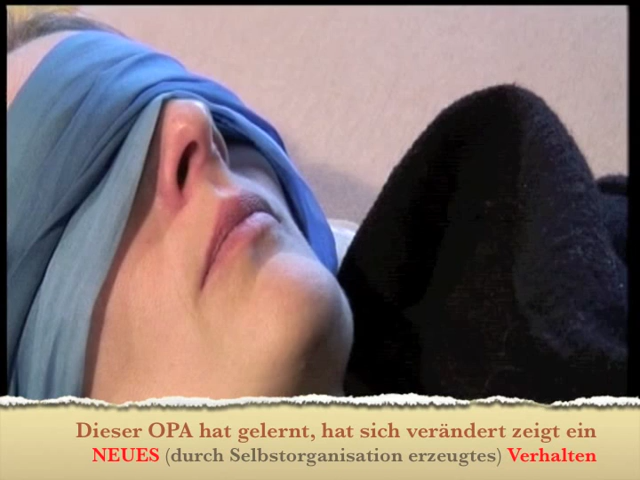 Dieser OPA hat gelernt, hat sich verändert zeigt ein
NEUES (durch Selbstorganisation erzeugtes) Verhalten